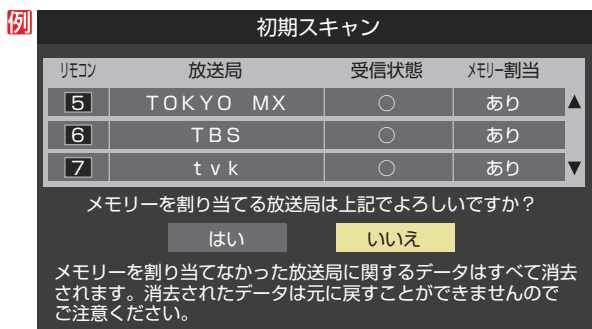 例
初期スキャン
リモコン 放送局 受信状態 メモリー割当
5 TOKYO MX ○ あり ▲
6 TBS ○ あり
7 tvk ○ あり ▼
メモリーを割り当てる放送局は上記でよろしいですか？
はい いいえ
メモリーを割り当てなかった放送局に関するデータはすべて消去
されます。消去されたデータは元に戻すことができませんので
ご注意ください。